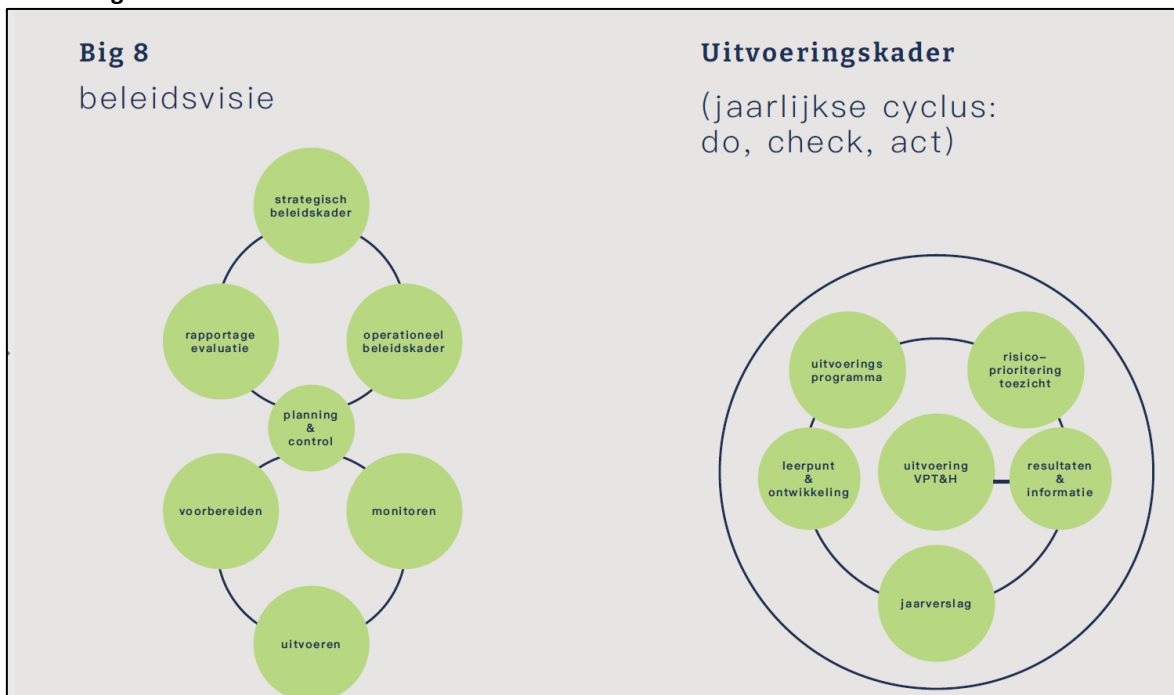 Big 8
beleidsvisie
strategisch
beleidskader
rapportage
evaluatie
operationeel
beleidskader
planning
&
control
voorbereiden
monitoren
uitvoeren
Uitvoeringskader
(jaarlijkse cyclus:
do, check, act)
uitvoerings
programma
risico–
prioritering
toezicht
leerpunt
&
ontwikkeling
uitvoering
VPT&H
resultaten
&
informatie
jaarverslag